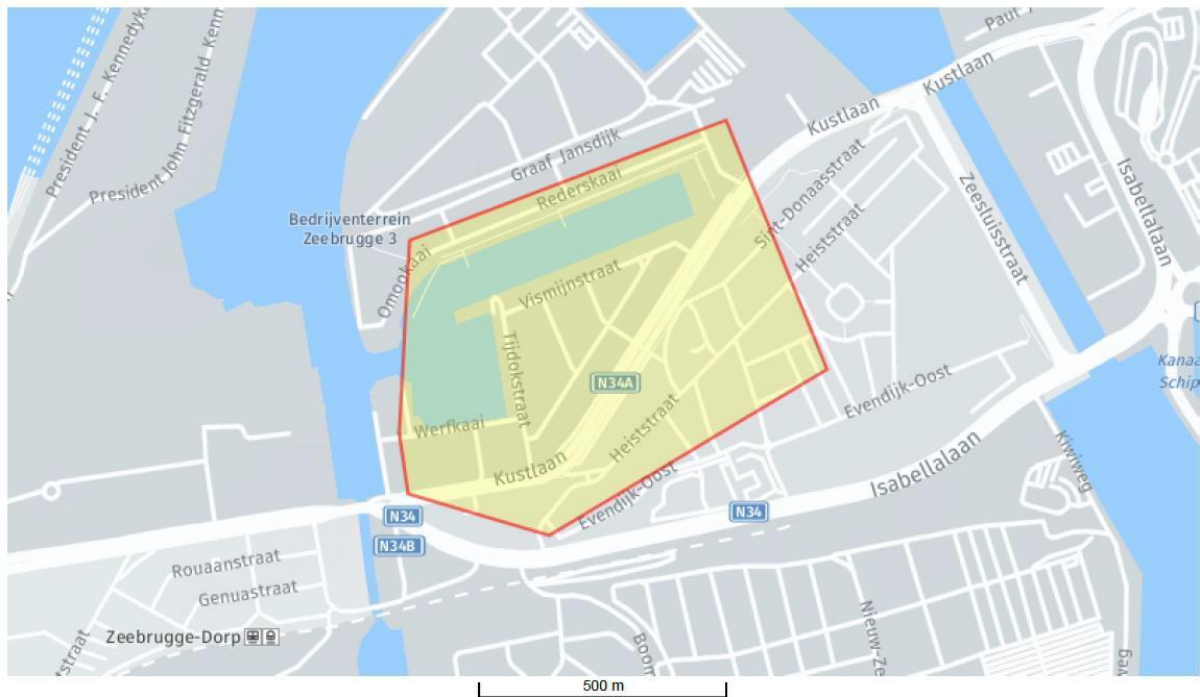 President J. F. Kennedyka
President John Fitzgerald Kenn
Paul
Kustlaan
Kustlaan
Graaf Jansdijk
Rederskaai
Bedrijventerrein
Zeebrugge 3
Omookaai
Vismijnstraat
Sint-Donaasstraat
Heiststraat
Zeesluisstraat
Isabellalaan
Tijdokstraat
N34A
Werfkaai
Heiststraat
Kustlaan
Evendijk-Oost
Evendijk-Oost
Kanaa
Schip
Isabellalaan
Kiwiweg
N34
N34
N34B
Rouaanstraat
Genuastraat
Zeebrugge-Dorp
tstraat
Boom
Nieuw-Ze
weg
500 m